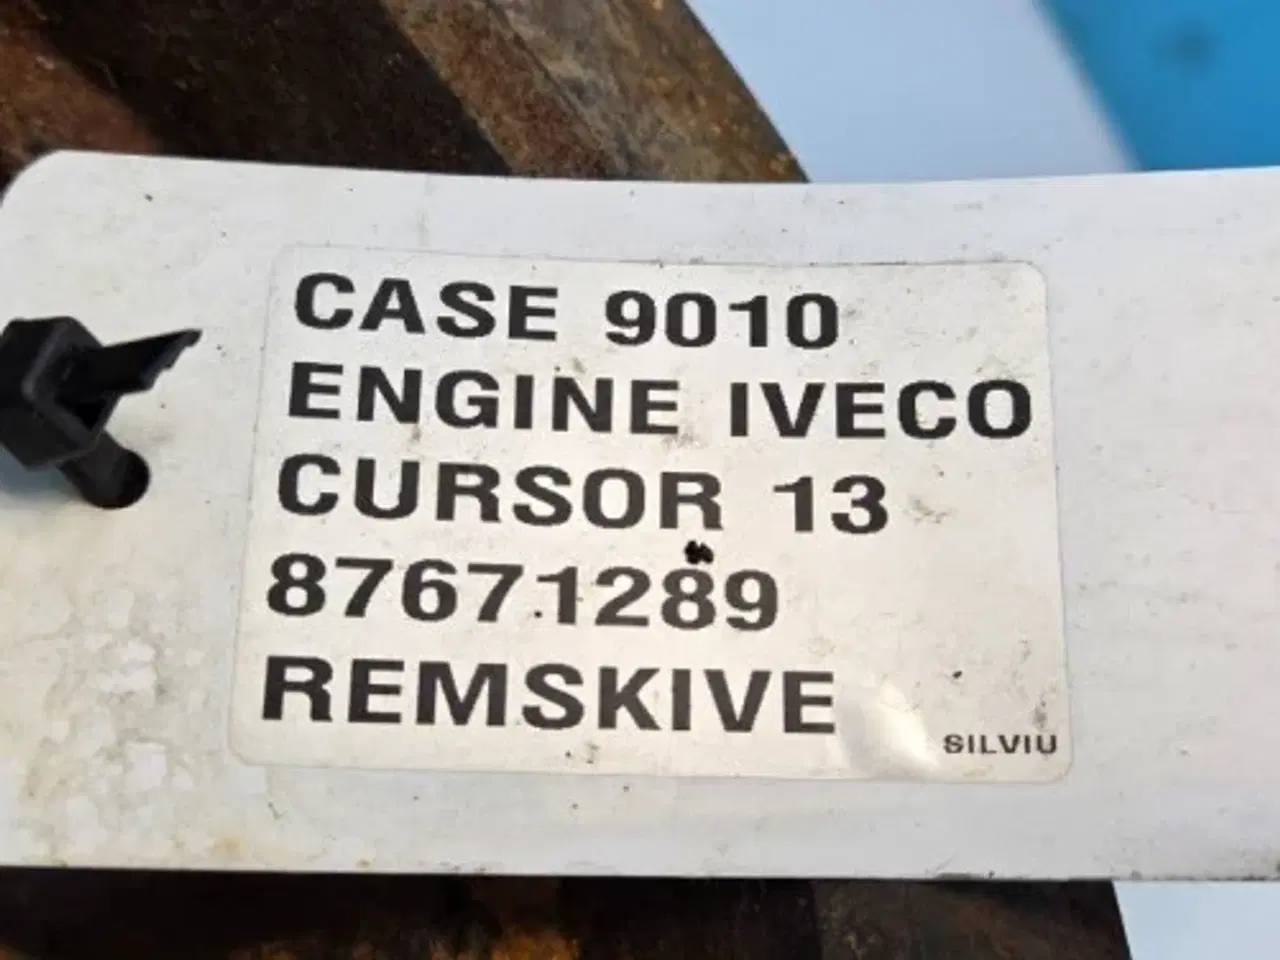 CASE 9010
ENGINE IVECO
CURSOR 13
87671289
REMSKIVE
SILVIU